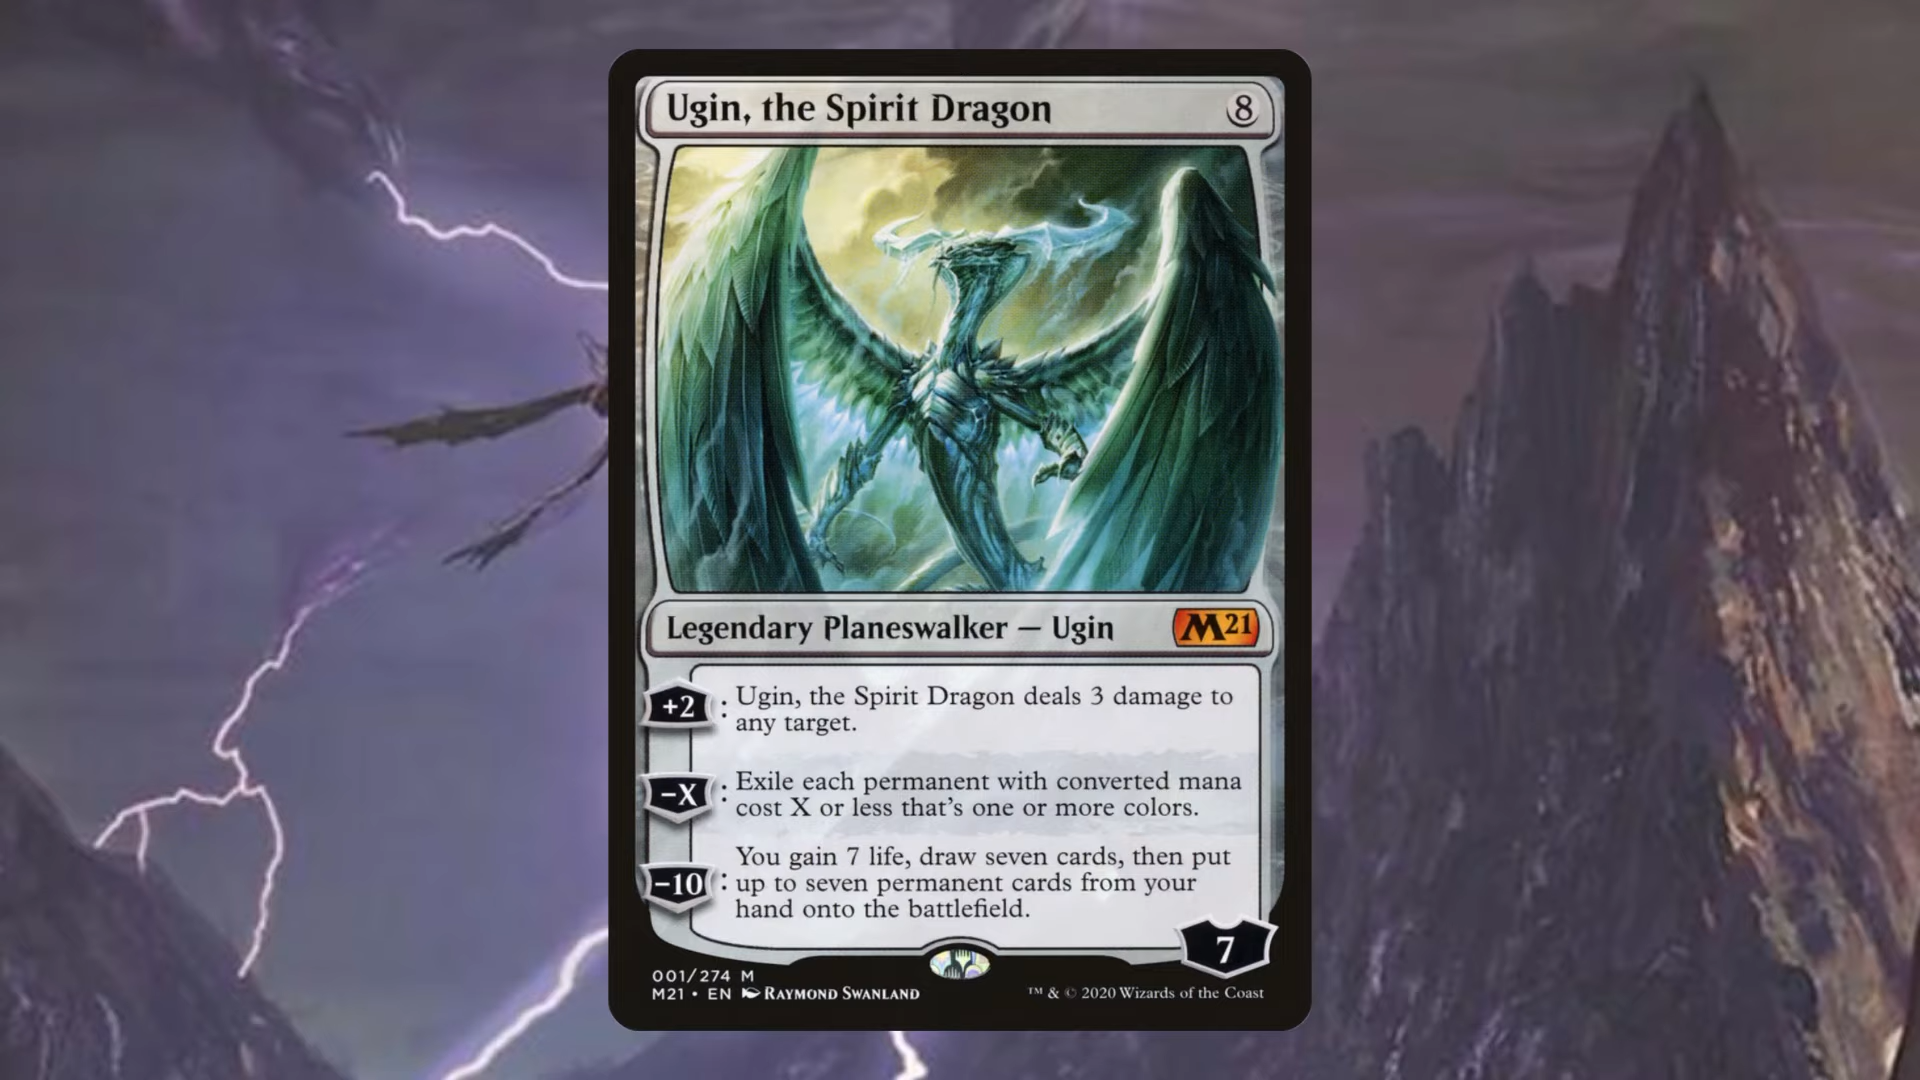 Ugin, the Spirit Dragon 8
Legendary Planeswalker — Ugin M21
+2: Ugin, the Spirit Dragon deals 3 damage to
any target.
−X: Exile each permanent with converted mana
cost X or less that's one or more colors.
You gain 7 life, draw seven cards, then put
−10: up to seven permanent cards from your
hand onto the battlefield.
7
001/274 M
M21 • EN Raymond Swanland ™ & © 2020 Wizards of the Coast